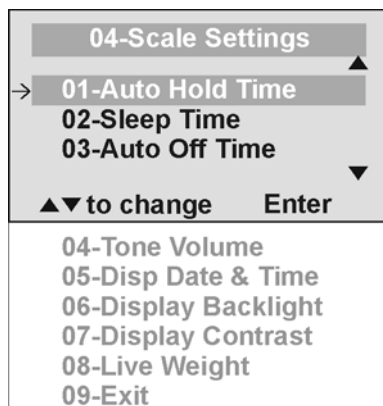 04-Scale Settings
▲
→ 01-Auto Hold Time
02-Sleep Time
03-Auto Off Time
▼
▲▼to change Enter
04-Tone Volume
05-Disp Date & Time
06-Display Backlight
07-Display Contrast
08-Live Weight
09-Exit